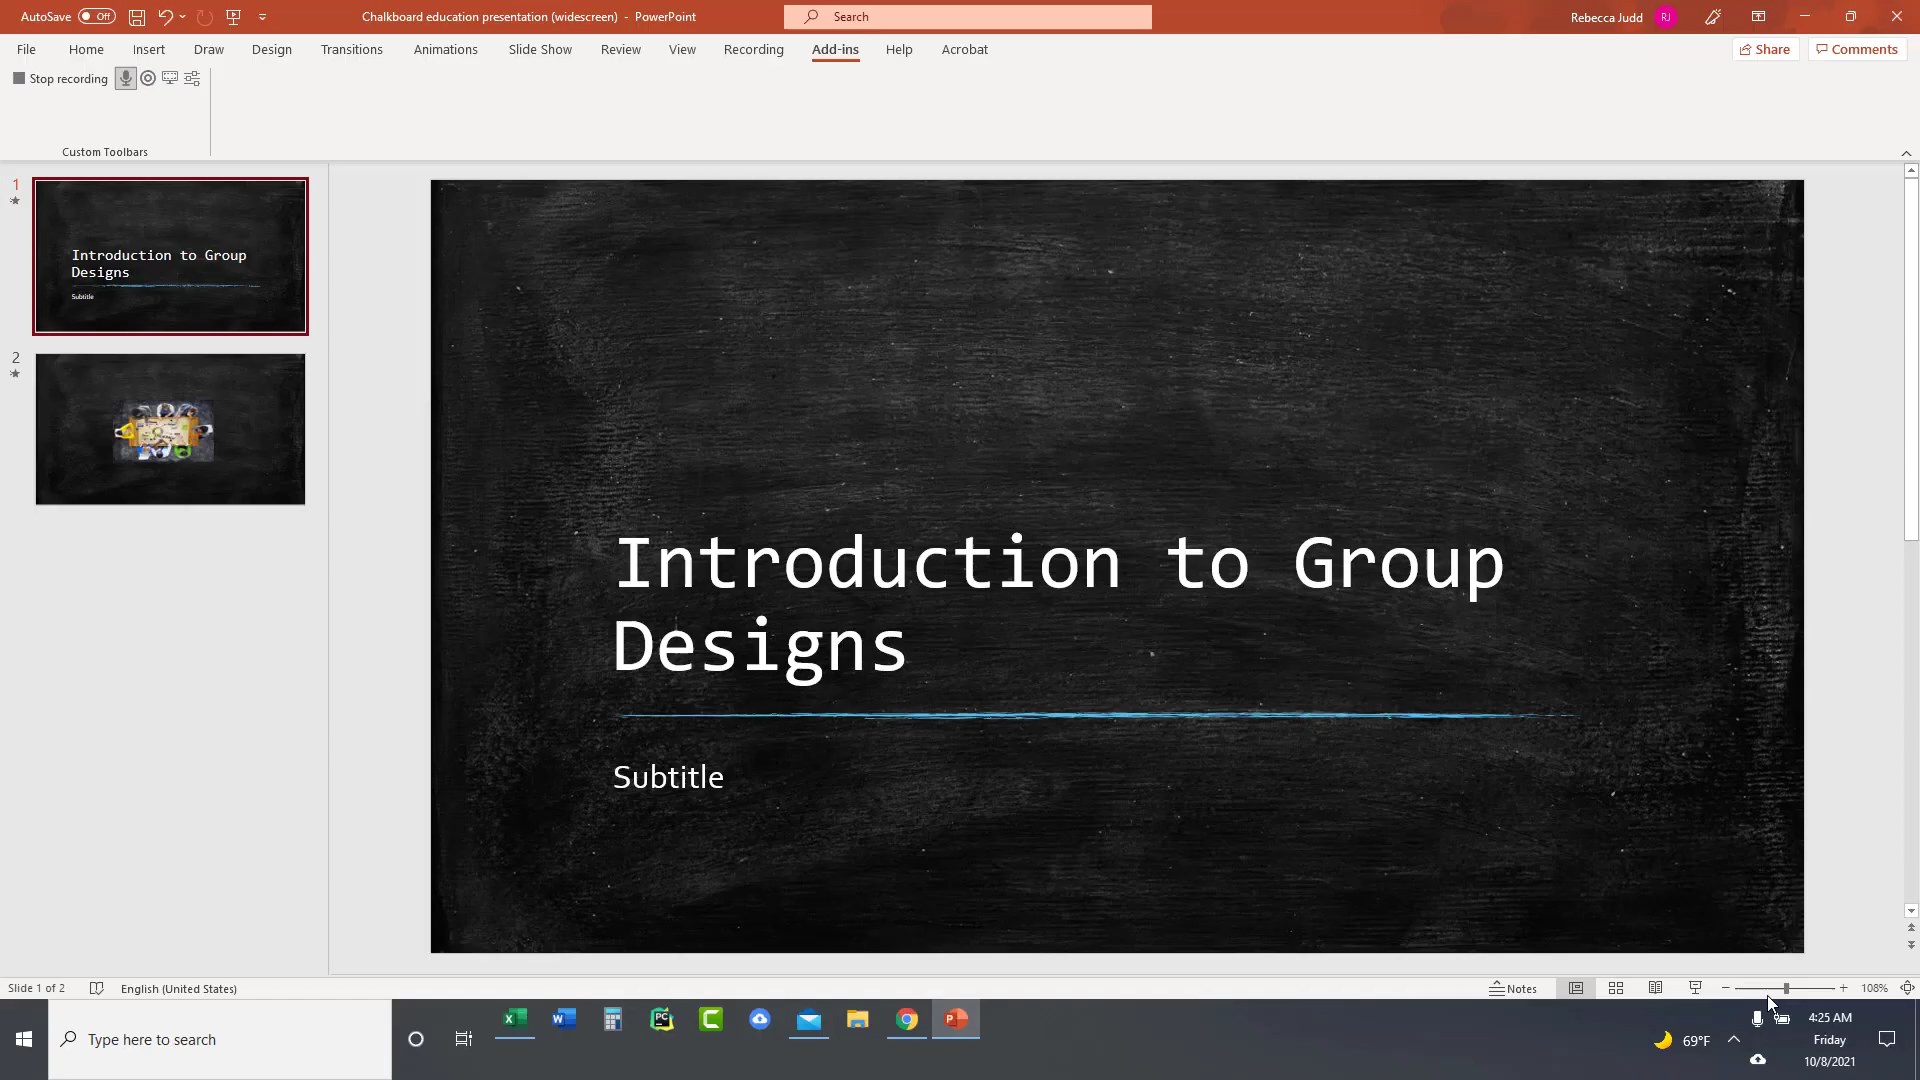 AutoSave Off
Chalkboard education presentation (widescreen) - PowerPoint
Search
Rebecca Judd RJ
File Home Insert Draw Design Transitions Animations Slide Show Review View Recording Add-ins Help Acrobat
Share Comments
Stop recording
Custom Toolbars
1
Introduction to Group
Designs
Subtitle
2
Introduction to Group
Designs
Subtitle
Slide 1 of 2 English (United States)
Notes
108%
Type here to search
69°F
4:25 AM
Friday
10/8/2021